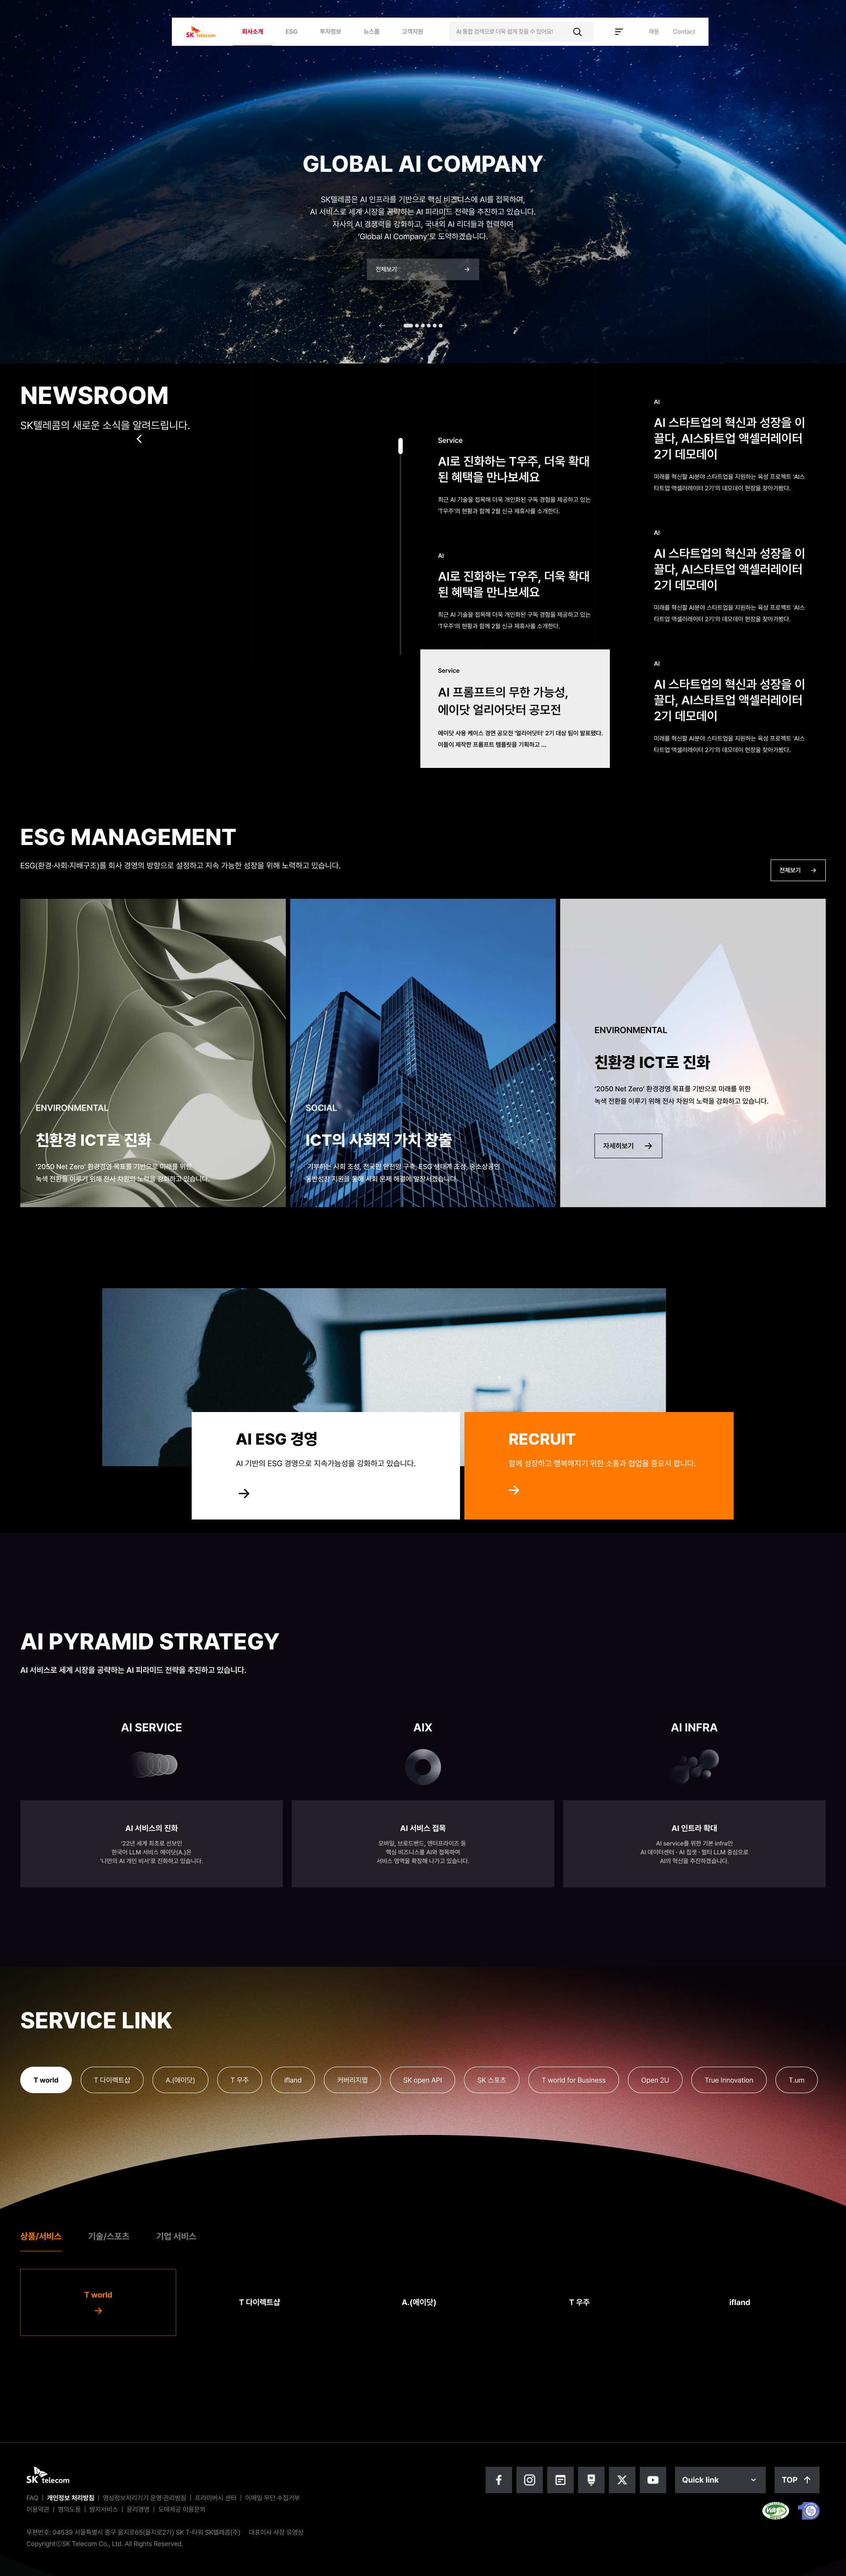 SK telecom
회사소개
ESG
투자정보
뉴스룸
고객지원
AI 통합 검색으로 더욱 쉽게 찾을 수 있어요!
채용
Contact
GLOBAL AI COMPANY
SK텔레콤은 AI 인프라를 기반으로 핵심 비즈니스에 AI를 접목하여,
AI 서비스로 세계 시장을 공략하는 AI 피라미드 전략을 추진하고 있습니다.
자사의 AI 경쟁력을 강화하고, 국내외 AI 리더들과 협력하여
'Global AI Company'로 도약하겠습니다.
전체보기
NEWSROOM
SK텔레콤의 새로운 소식을 알려드립니다.
Service
AI로 진화하는 T우주, 더욱 확대
된 혜택을 만나보세요
최근 AI 기술을 접목해 더욱 개인화된 구독 경험을 제공하고 있는
'T우주'의 현황과 함께 2월 신규 제휴사를 소개한다.
AI
AI로 진화하는 T우주, 더욱 확대
된 혜택을 만나보세요
최근 AI 기술을 접목해 더욱 개인화된 구독 경험을 제공하고 있는
'T우주'의 현황과 함께 2월 신규 제휴사를 소개한다.
Service
AI 프롬프트의 무한 가능성,
에이닷 얼리어닷터 공모전
에이닷 사용 케이스 경연 공모전 '얼리어닷터' 2기 대상 팀이 발표됐다.
이들이 제작한 프롬프트 템플릿을 기획하고 ...
AI
AI 스타트업의 혁신과 성장을 이
끌다, AI스타트업 액셀러레이터
2기 데모데이
미래를 혁신할 AI분야 스타트업을 지원하는 육성 프로젝트 'AI스
타트업 액셀러레이터 2기'의 데모데이 현장을 찾아가봤다.
AI
AI 스타트업의 혁신과 성장을 이
끌다, AI스타트업 액셀러레이터
2기 데모데이
미래를 혁신할 AI분야 스타트업을 지원하는 육성 프로젝트 'AI스
타트업 액셀러레이터 2기'의 데모데이 현장을 찾아가봤다.
AI
AI 스타트업의 혁신과 성장을 이
끌다, AI스타트업 액셀러레이터
2기 데모데이
미래를 혁신할 AI분야 스타트업을 지원하는 육성 프로젝트 'AI스
타트업 액셀러레이터 2기'의 데모데이 현장을 찾아가봤다.
ESG MANAGEMENT
ESG(환경·사회·지배구조)를 회사 경영의 방향으로 설정하고 지속 가능한 성장을 위해 노력하고 있습니다.
전체보기
ENVIRONMENTAL
친환경 ICT로 진화
'2050 Net Zero' 환경경영 목표를 기반으로 미래를 위한
녹색 전환을 이루기 위해 전사 차원의 노력을 강화하고 있습니다.
SOCIAL
ICT의 사회적 가치 창출
기부하는 사회 조성, 전국민 안전망 구축, ESG 생태계 조성, 중소상공인
동반성장 지원을 통해 사회 문제 해결에 앞장서겠습니다.
ENVIRONMENTAL
친환경 ICT로 진화
'2050 Net Zero' 환경경영 목표를 기반으로 미래를 위한
녹색 전환을 이루기 위해 전사 차원의 노력을 강화하고 있습니다.
자세히보기
AI ESG 경영
AI 기반의 ESG 경영으로 지속가능성을 강화하고 있습니다.
RECRUIT
함께 성장하고 행복해지기 위한 소통과 협업을 중요시 합니다.
AI PYRAMID STRATEGY
AI 서비스로 세계 시장을 공략하는 AI 피라미드 전략을 추진하고 있습니다.
AI SERVICE
AIX
AI INFRA
AI 서비스의 진화
'22년 세계 최초로 선보인
한국어 LLM 서비스 에이닷(A.)은
'나만의 AI 개인 비서'로 진화하고 있습니다.
AI 서비스 접목
모바일, 브로드밴드, 엔터프라이즈 등
핵심 비즈니스를 AI와 접목하여
서비스 영역을 확장해 나가고 있습니다.
AI 인트라 확대
AI service를 위한 기본 infra인
AI 데이터센터 · AI 칩셋 · 멀티 LLM 중심으로
AI의 혁신을 추진하겠습니다.
SERVICE LINK
T world
T 다이렉트샵
A.(에이닷)
T 우주
ifland
커버리지맵
SK open API
SK 스포츠
T world for Business
Open 2U
True Innovation
T.um
상품/서비스
기술/스포츠
기업 서비스
T world
T 다이렉트샵
A.(에이닷)
T 우주
ifland
SK telecom
FAQ | 개인정보 처리방침 | 영상정보처리기기 운영·관리방침 | 프라이버시 센터 | 이메일 무단 수집거부
이용약관 | 명의도용 | 방지서비스 | 윤리경영 | 도매제공 이용문의
우편번호: 04539 서울특별시 중구 을지로65(을지로2가) SK T-타워 SK텔레콤(주) 대표이사 사장 유영상
CopyrightⓒSK Telecom Co., Ltd. All Rights Reserved.
Quick link
TOP